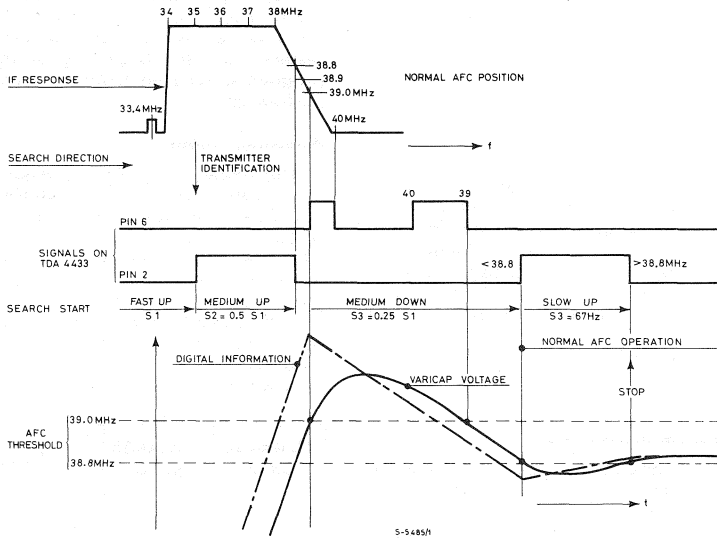 34 35 36 37 38MHz
38.8
38.9
39.0MHz
NORMAL AFC POSITION
IF RESPONSE
33,4MHz
40MHz
f
SEARCH DIRECTION
TRANSMITTER
IDENTIFICATION
40 39
PIN 6
SIGNALS ON
TDA 4433
<38.8
>38.8MHz
PIN 2
SEARCH START
FAST UP
S1
MEDIUM UP
S2=0.5 S1
MEDIUM DOWN
S3=0.25 S1
SLOW UP
S3=67Hz
NORMAL AFC OPERATION
DIGITAL INFORMATION
VARICAP VOLTAGE
STOP
AFC
THRESHOLD
39.0MHz
38.8MHz
t
S-5485/1